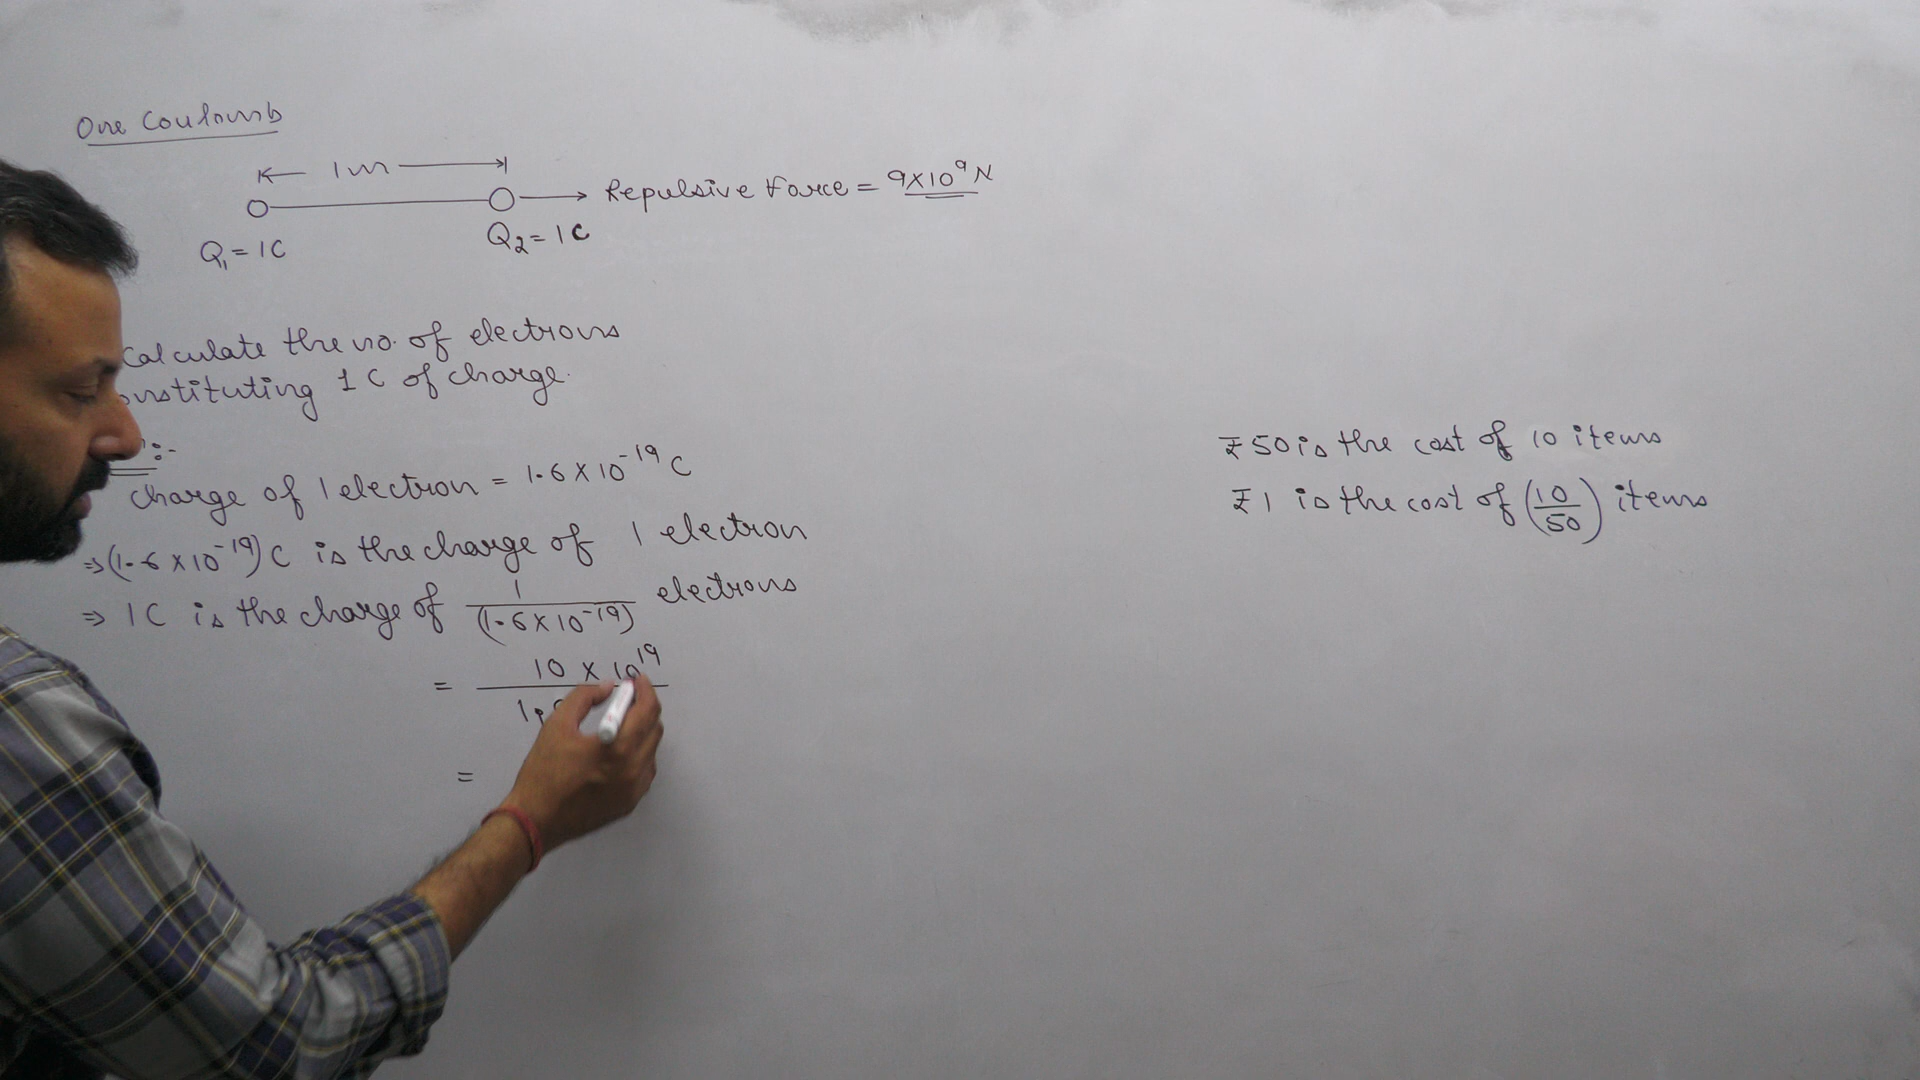 One Coulomb
1m
Repulsive Force = 9×10⁹ N
Q₁ = 1C
Q₂ = 1C
Calculate the no. of electrons
nstituting 1 C of charge.
:-
Charge of 1 electron = 1.6 × 10⁻¹⁹ C
⇒ (1.6 × 10⁻¹⁹) C is the charge of 1 electron
⇒ 1C is the charge of 1/(1.6×10⁻¹⁹) electrons
= 10 × 10¹⁹
=
₹50 is the cost of 10 items
₹1 is the cost of (10/50) items